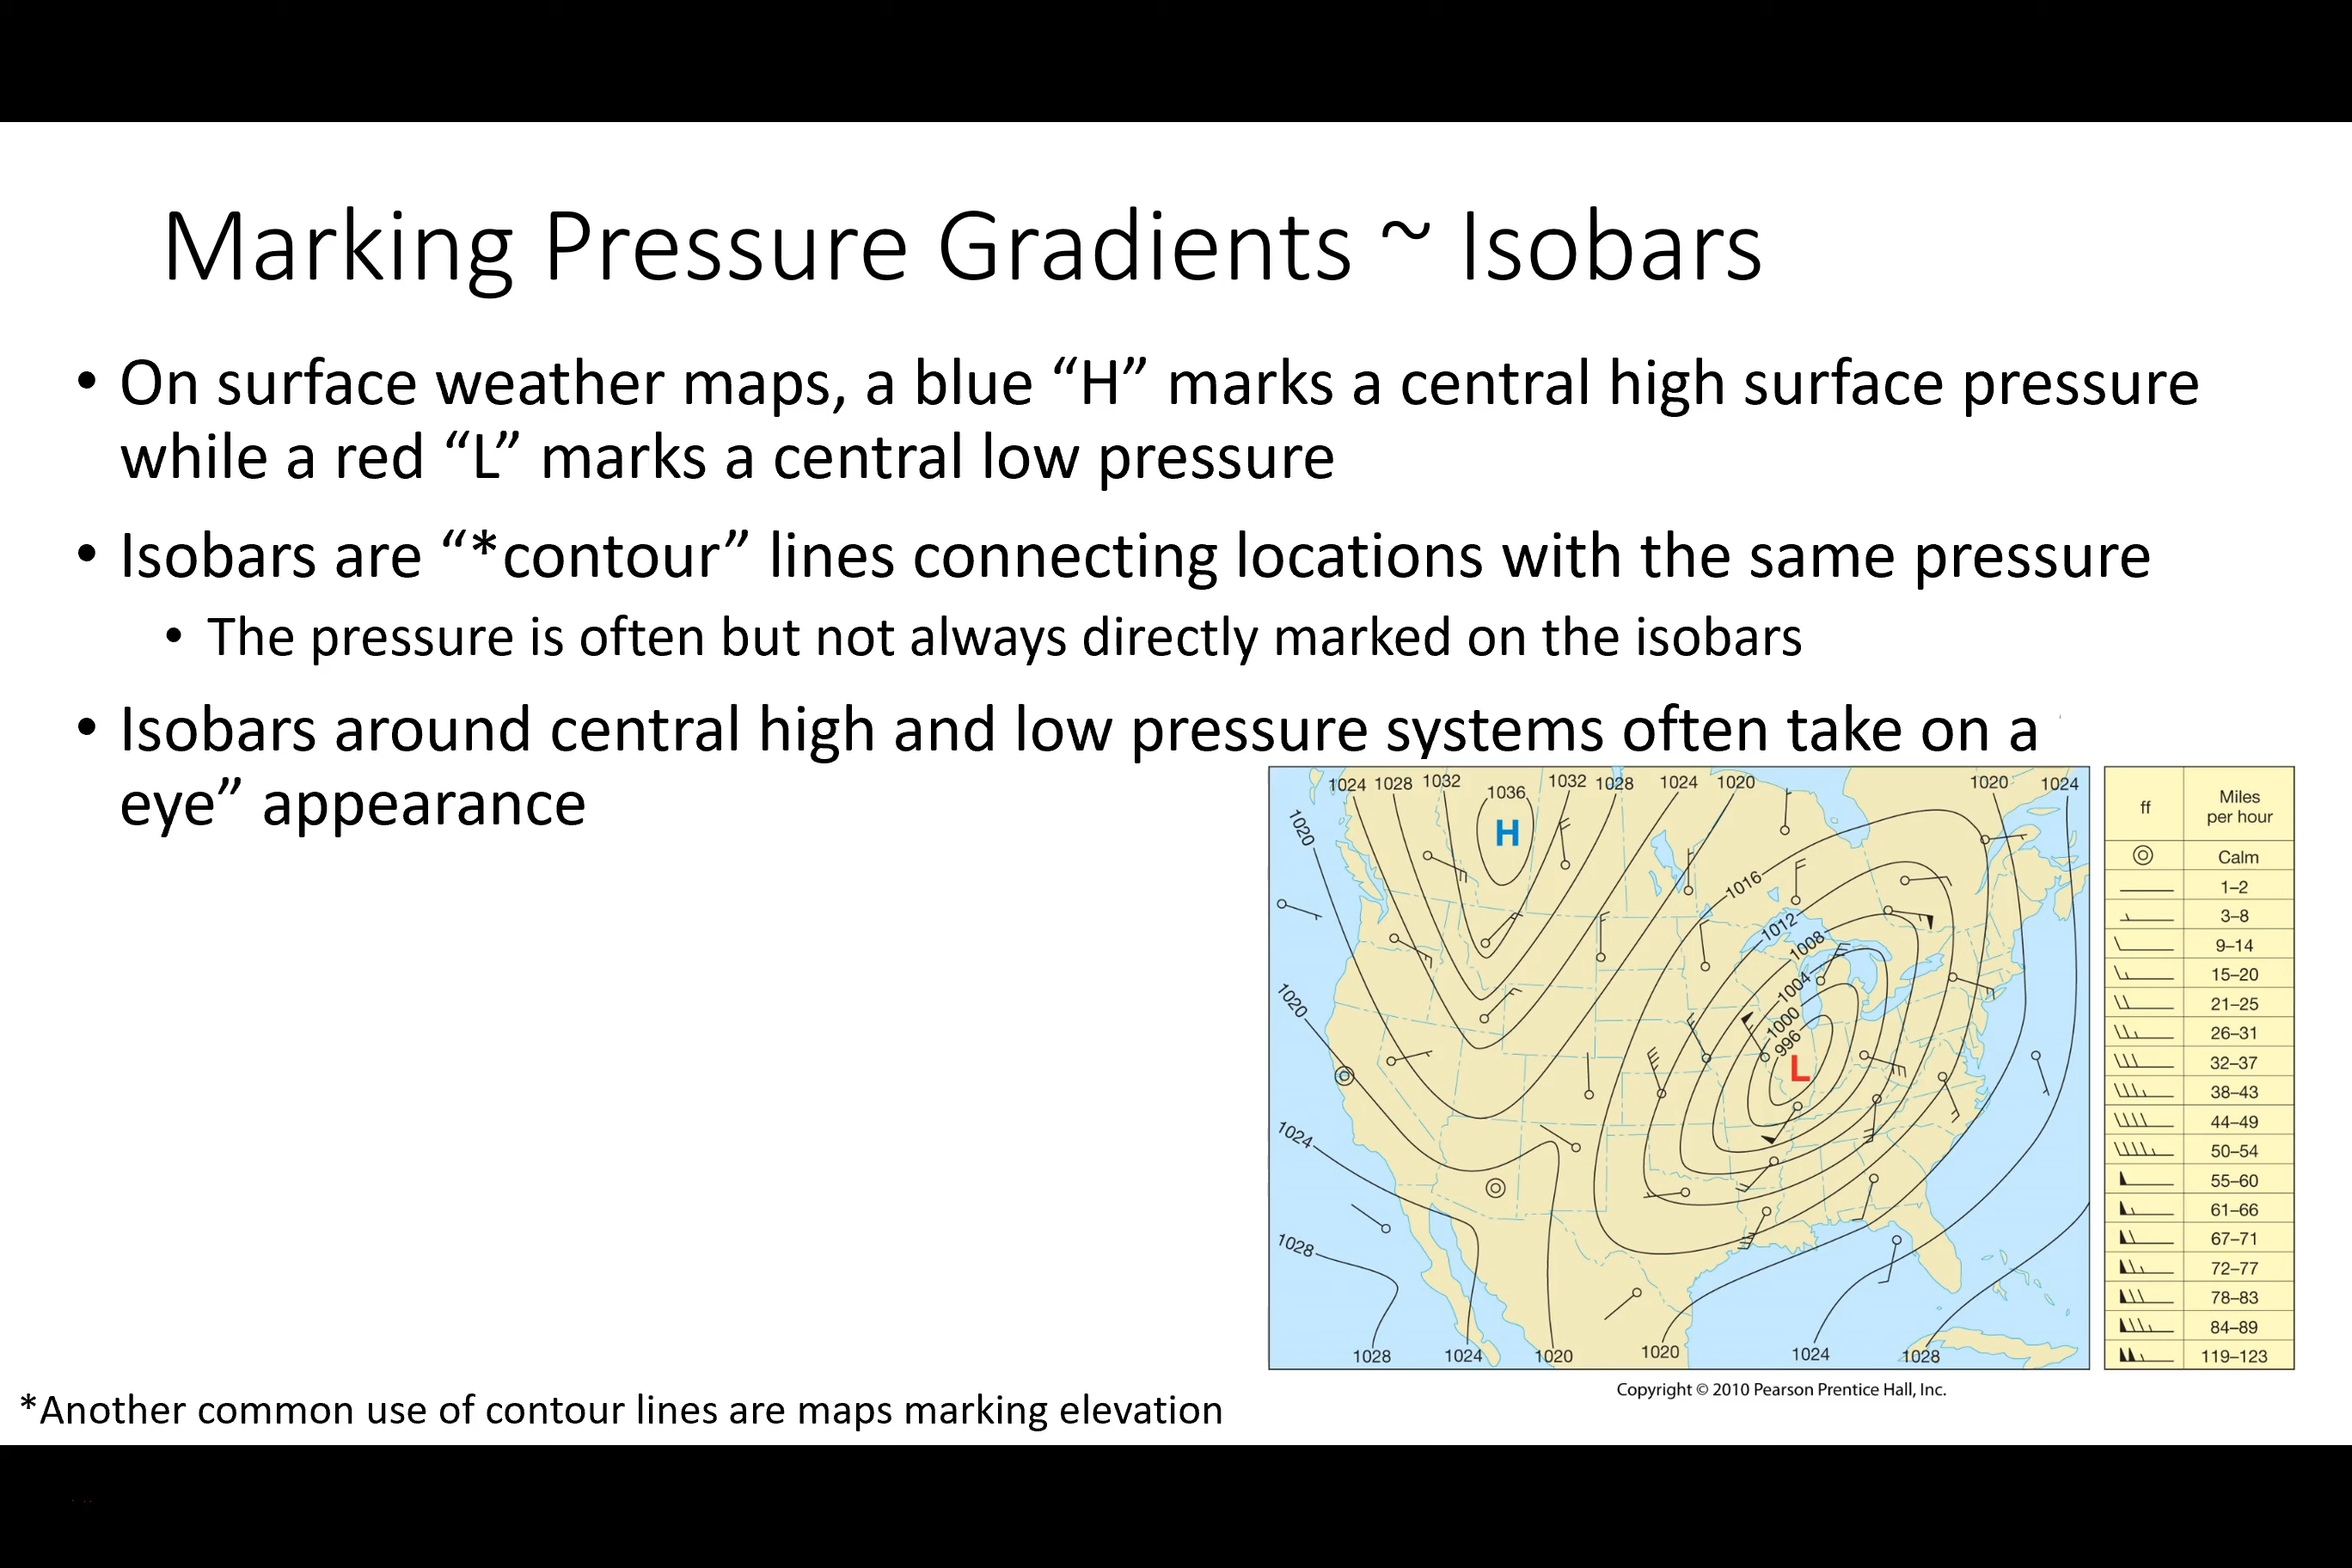 Marking Pressure Gradients ~ Isobars
• On surface weather maps, a blue “H” marks a central high surface pressure
while a red “L” marks a central low pressure
• Isobars are “*contour” lines connecting locations with the same pressure
• The pressure is often but not always directly marked on the isobars
• Isobars around central high and low pressure systems often take on a
eye” appearance
1024 1028 1032 1036 1032 1028 1024 1020 1020 1024
H
1020
1016
1012
1008
1004
1000
996
L
1020
1024
1028
1028 1024 1020 1020 1024 1028
ff Miles
per hour
Calm
1–2
3–8
9–14
15–20
21–25
26–31
32–37
38–43
44–49
50–54
55–60
61–66
67–71
72–77
78–83
84–89
119–123
Copyright © 2010 Pearson Prentice Hall, Inc.
*Another common use of contour lines are maps marking elevation